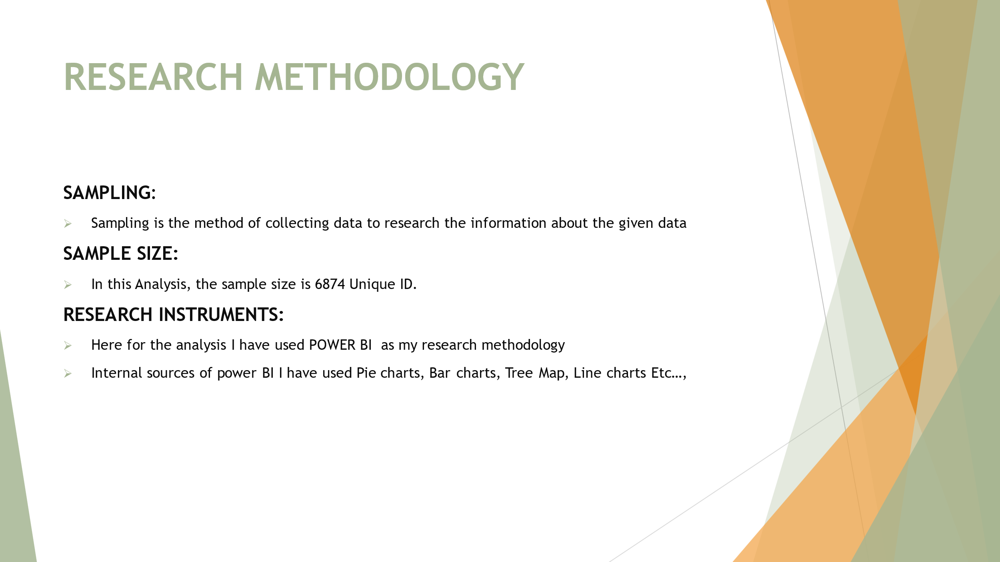 RESEARCH METHODOLOGY
SAMPLING:
Sampling is the method of collecting data to research the information about the given data
SAMPLE SIZE:
In this Analysis, the sample size is 6874 Unique ID.
RESEARCH INSTRUMENTS:
Here for the analysis I have used POWER BI  as my research methodology
Internal sources of power BI I have used Pie charts, Bar charts, Tree Map, Line charts Etc…,